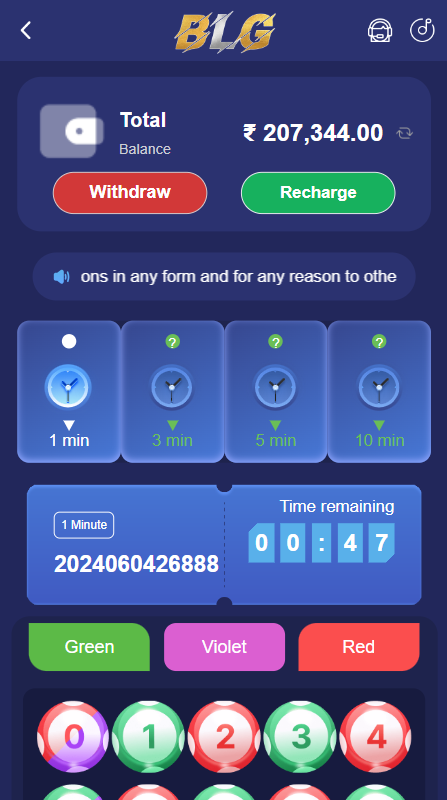 BLG
Total
Balance
₹ 207,344.00
Withdraw
Recharge
ons in any form and for any reason to othe
?
?
?
1 min
3 min
5 min
10 min
1 Minute
2024060426888
Time remaining
0 0 : 4 7
Green
Violet
Red
0
1
2
3
4